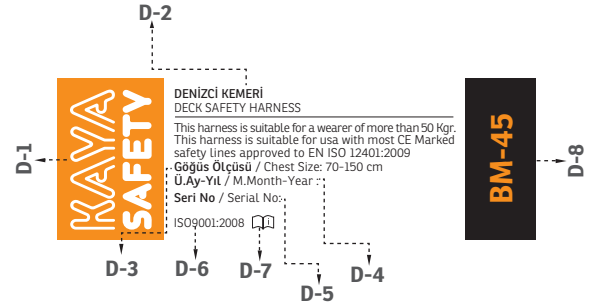 D-2
D-1
KAYA
SAFETY
DENİZCİ KEMERİ
DECK SAFETY HARNESS
This harness is suitable for a wearer of more than 50 Kgr.
This harness is suitable for usa with most CE Marked
safety lines approved to EN ISO 12401:2009
Göğüs Ölçüsü / Chest Size: 70-150 cm
Ü.Ay-Yıl / M.Month-Year :
Seri No / Serial No:
ISO9001:2008
BM-45
D-8
D-3
D-6
D-7
D-4
D-5